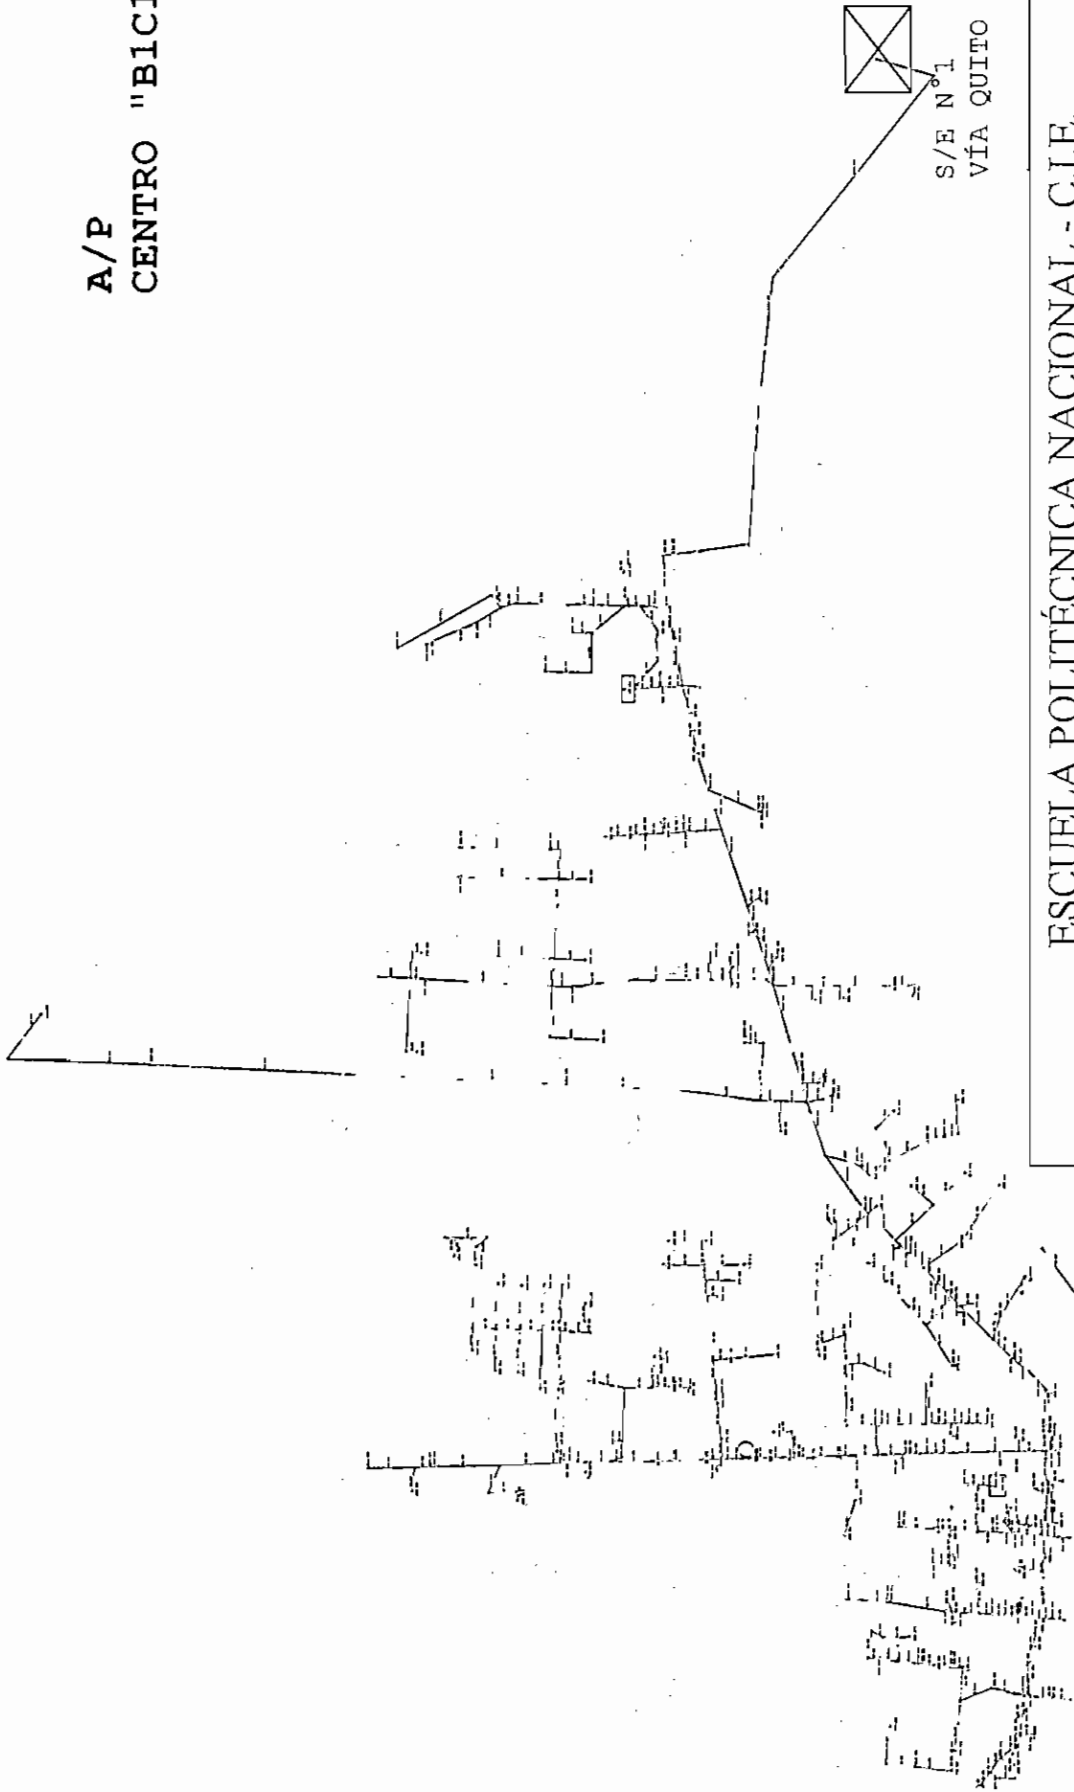 A/P
CENTRO "B1C1
S/E N°1
VÍA QUITO
ESCUELA POLITÉCNICA NACIONAL - C.I.E.